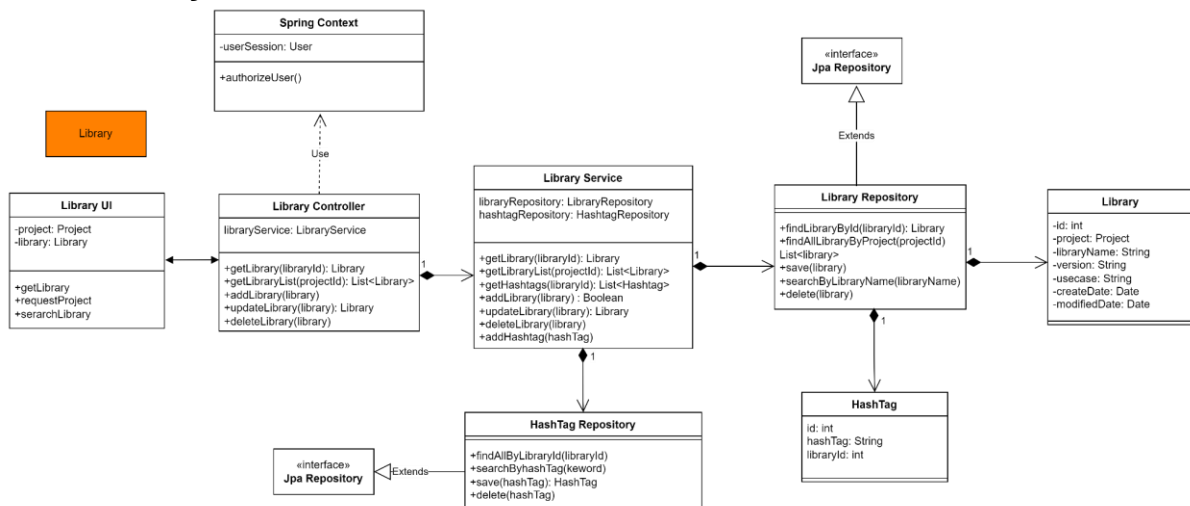 Spring Context
-userSession: User
+authorizeUser()
«interface»
Jpa Repository
Library
Use
Extends
Library UI
-project: Project
-library: Library
+getLibrary
+requestProject
+serarchLibrary
Library Controller
libraryService: LibraryService
+getLibrary(libraryId): Library
+getLibraryList(projectId): List<Library>
+addLibrary(library)
+updateLibrary(library): Library
+deleteLibrary(library)
1
Library Service
libraryRepository: LibraryRepository
hashtagRepository: HashtagRepository
+getLibrary(libraryId): Library
+getLibraryList(projectId): List<Library>
+getHashtags(libraryId): List<Hashtag>
+addLibrary(library) : Boolean
+updateLibrary(library): Library
+deleteLibrary(library)
+addHashtag(hashTag)
1
1
Library Repository
+findLibraryById(libraryId): Library
+findAllLibraryByProject(projectId)
List<library>
+save(library)
+searchByLibraryName(libraryName)
+delete(library)
1
1
Library
-id: int
-project: Project
-libraryName: String
-version: String
-usecase: String
-createDate: Date
-modifiedDate: Date
HashTag
id: int
hashTag: String
libraryId: int
HashTag Repository
+findAllByLibraryId(libraryId)
+searchByhashTag(keword)
+save(hashTag): HashTag
+delete(hashTag)
«interface»
Jpa Repository
Extends